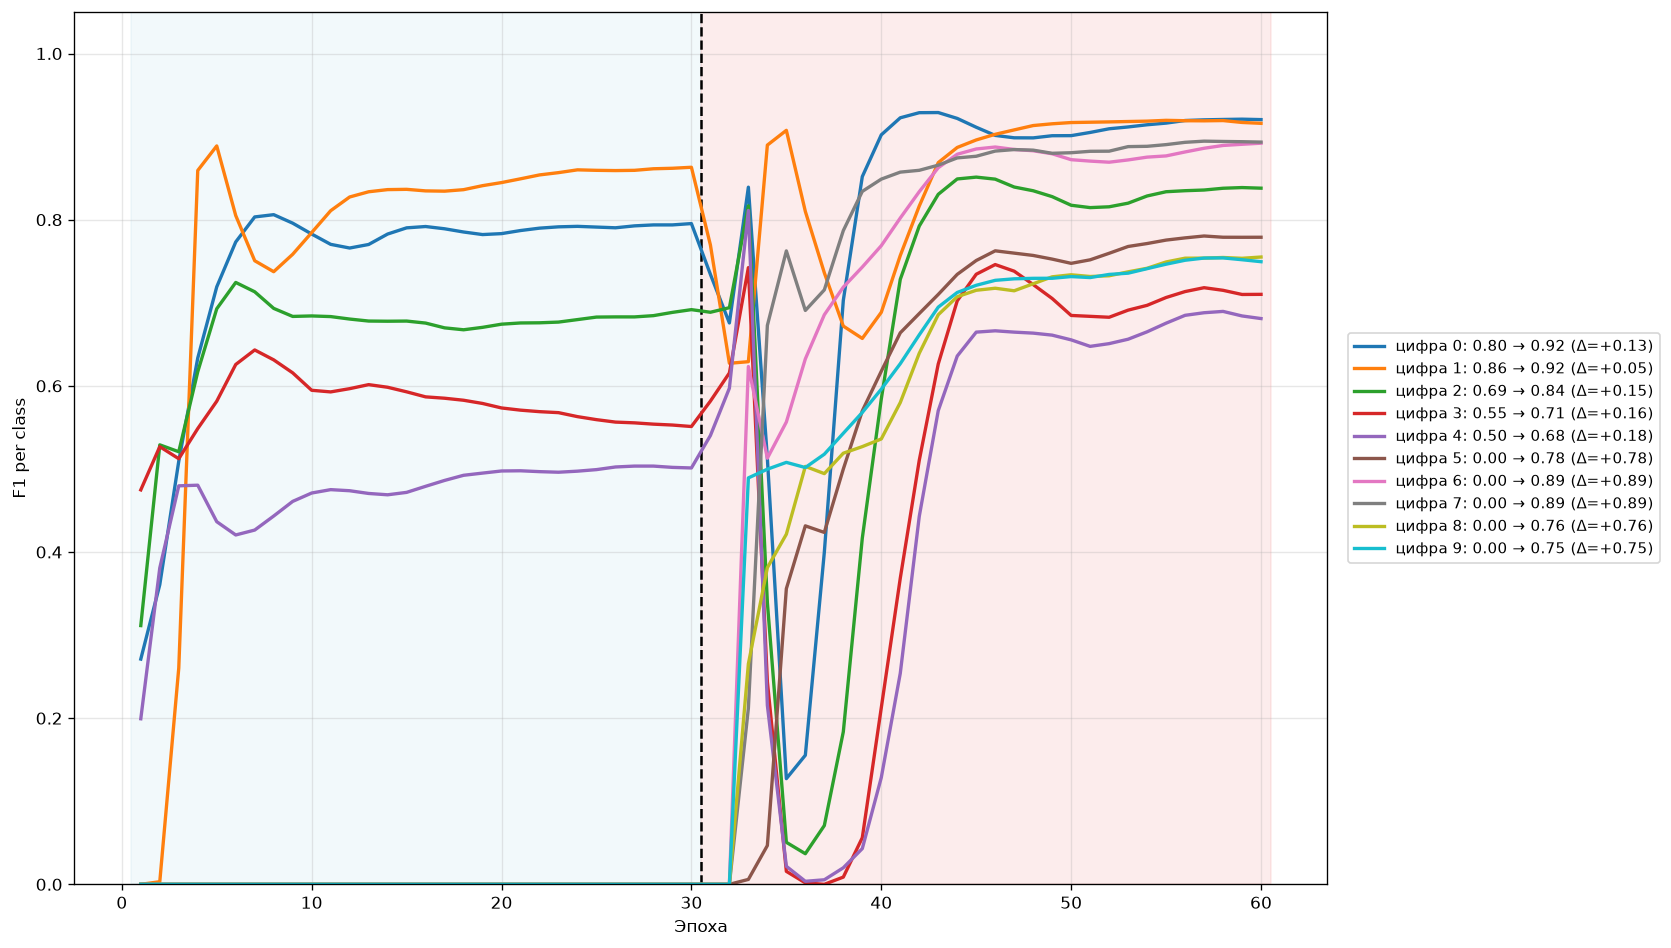 1.0
0.8
0.6
0.4
0.2
0.0
F1 per class
0
10
20
30
40
50
60
Эпоха
цифра 0: 0.80 → 0.92 (Δ=+0.13)
цифра 1: 0.86 → 0.92 (Δ=+0.05)
цифра 2: 0.69 → 0.84 (Δ=+0.15)
цифра 3: 0.55 → 0.71 (Δ=+0.16)
цифра 4: 0.50 → 0.68 (Δ=+0.18)
цифра 5: 0.00 → 0.78 (Δ=+0.78)
цифра 6: 0.00 → 0.89 (Δ=+0.89)
цифра 7: 0.00 → 0.89 (Δ=+0.89)
цифра 8: 0.00 → 0.76 (Δ=+0.76)
цифра 9: 0.00 → 0.75 (Δ=+0.75)